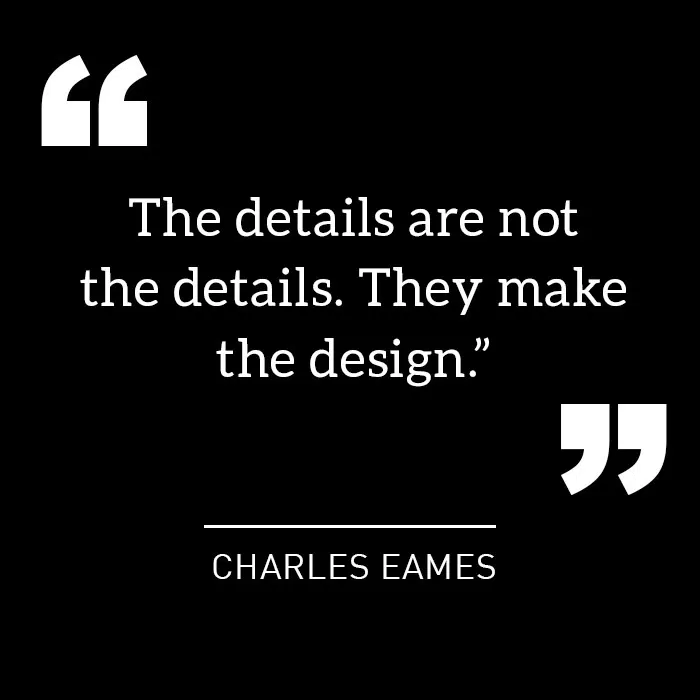 “
The details are not
the details. They make
the design.”
”
CHARLES EAMES